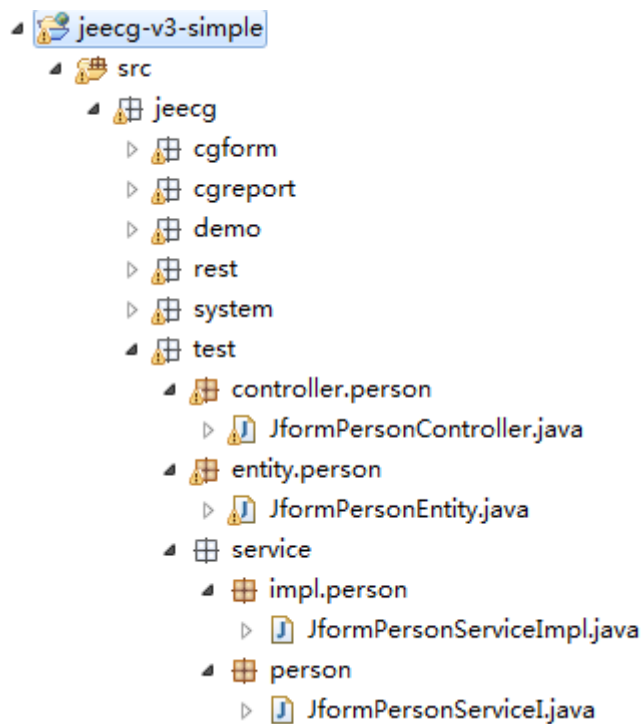 jeecg-v3-simple
src
jeecg
cgform
cgreport
demo
rest
system
test
controller.person
JformPersonController.java
entity.person
JformPersonEntity.java
service
impl.person
JformPersonServiceImpl.java
person
JformPersonServiceI.java